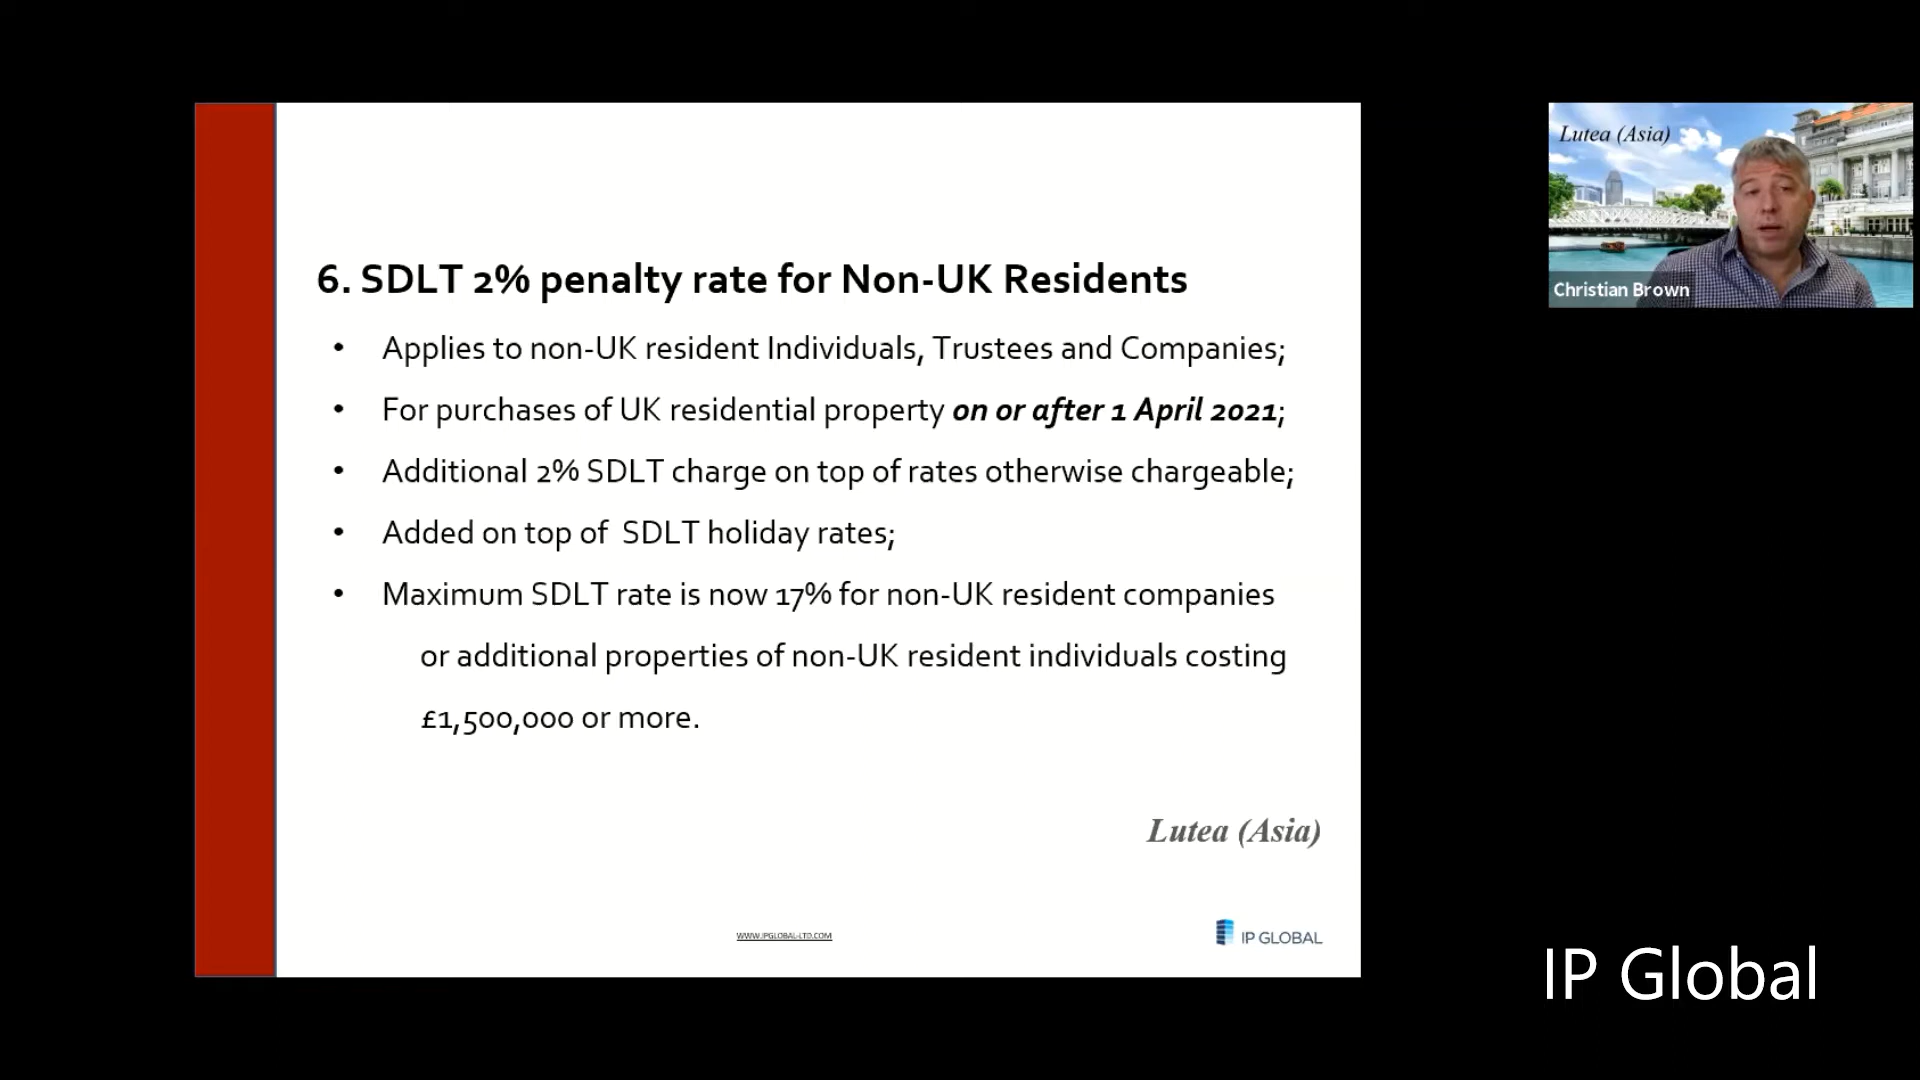 6. SDLT 2% penalty rate for Non-UK Residents
• Applies to non-UK resident Individuals, Trustees and Companies;
• For purchases of UK residential property on or after 1 April 2021;
• Additional 2% SDLT charge on top of rates otherwise chargeable;
• Added on top of SDLT holiday rates;
• Maximum SDLT rate is now 17% for non-UK resident companies
or additional properties of non-UK resident individuals costing
£1,500,000 or more.
Lutea (Asia)
WWW.IPGLOBAL-LTD.COM
IP GLOBAL
Lutea (Asia)
Christian Brown
IP Global